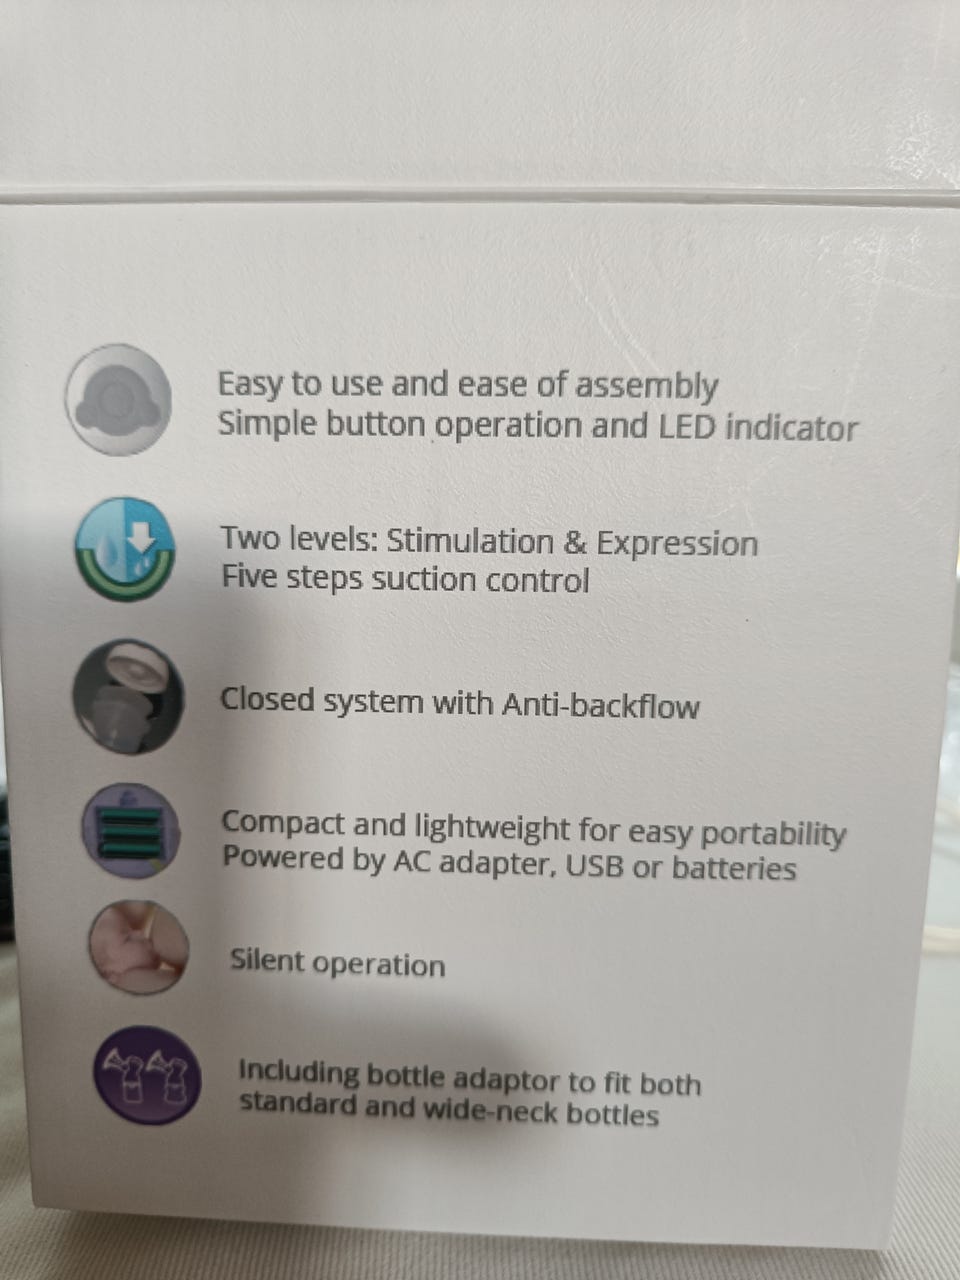 Easy to use and ease of assembly
Simple button operation and LED indicator
Two levels: Stimulation & Expression
Five steps suction control
Closed system with Anti-backflow
Compact and lightweight for easy portability
Powered by AC adapter, USB or batteries
Silent operation
Including bottle adaptor to fit both
standard and wide-neck bottles